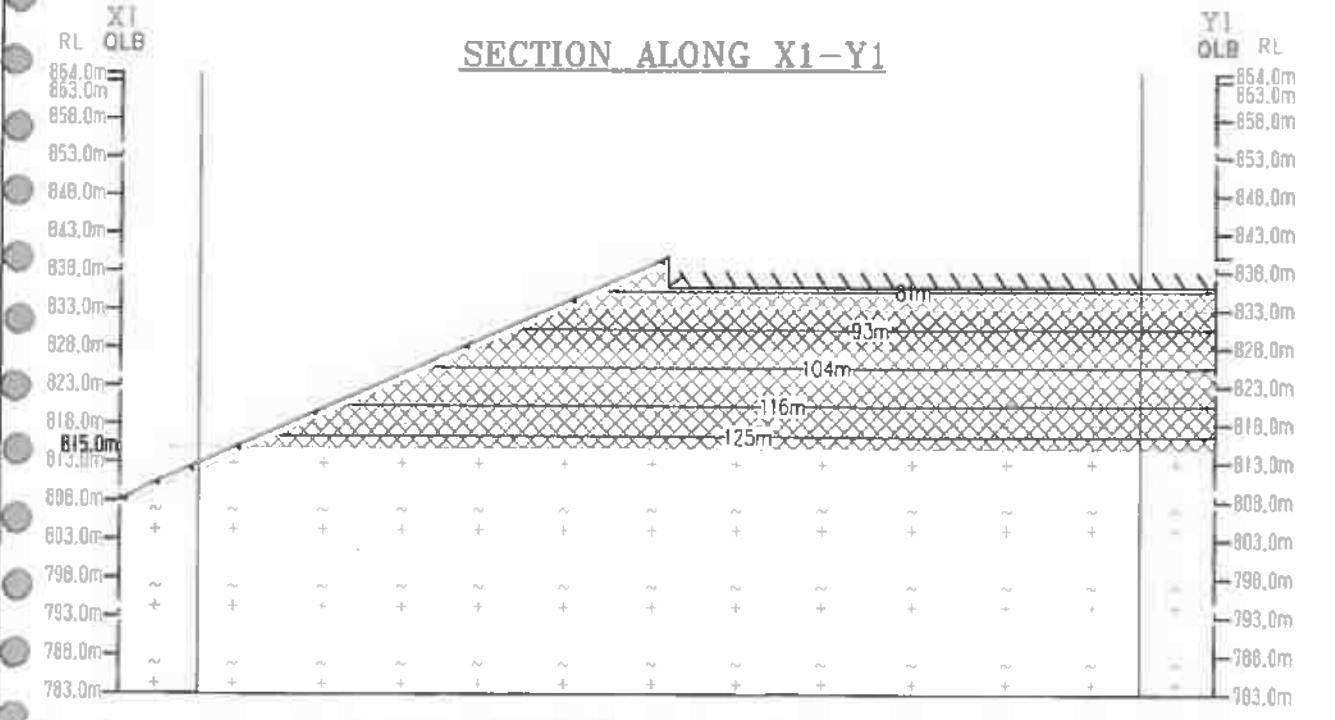 X1
RL QLB
SECTION ALONG X1-Y1
Y1
QLB RL
864.0m
863.0m
858.0m
853.0m
848.0m
843.0m
838.0m
833.0m
828.0m
823.0m
818.0m
815.0m
813.0m
808.0m
803.0m
798.0m
793.0m
788.0m
783.0m
81m
93m
104m
116m
125m
864.0m
863.0m
858.0m
853.0m
848.0m
843.0m
838.0m
833.0m
828.0m
823.0m
818.0m
813.0m
808.0m
803.0m
798.0m
793.0m
788.0m
783.0m